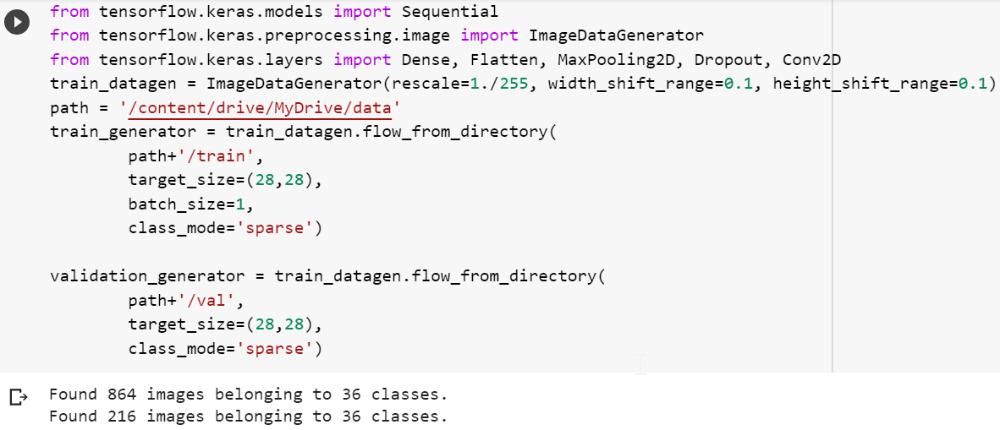 from tensorflow.keras.models import Sequential
from tensorflow.keras.preprocessing.image import ImageDataGenerator
from tensorflow.keras.layers import Dense, Flatten, MaxPooling2D, Dropout, Conv2D
train_datagen = ImageDataGenerator(rescale=1./255, width_shift_range=0.1, height_shift_range=0.1)
path = '/content/drive/MyDrive/data'
train_generator = train_datagen.flow_from_directory(
        path+'/train',
        target_size=(28,28),
        batch_size=1,
        class_mode='sparse')

validation_generator = train_datagen.flow_from_directory(
        path+'/val',
        target_size=(28,28),
        class_mode='sparse')
Found 864 images belonging to 36 classes.
Found 216 images belonging to 36 classes.